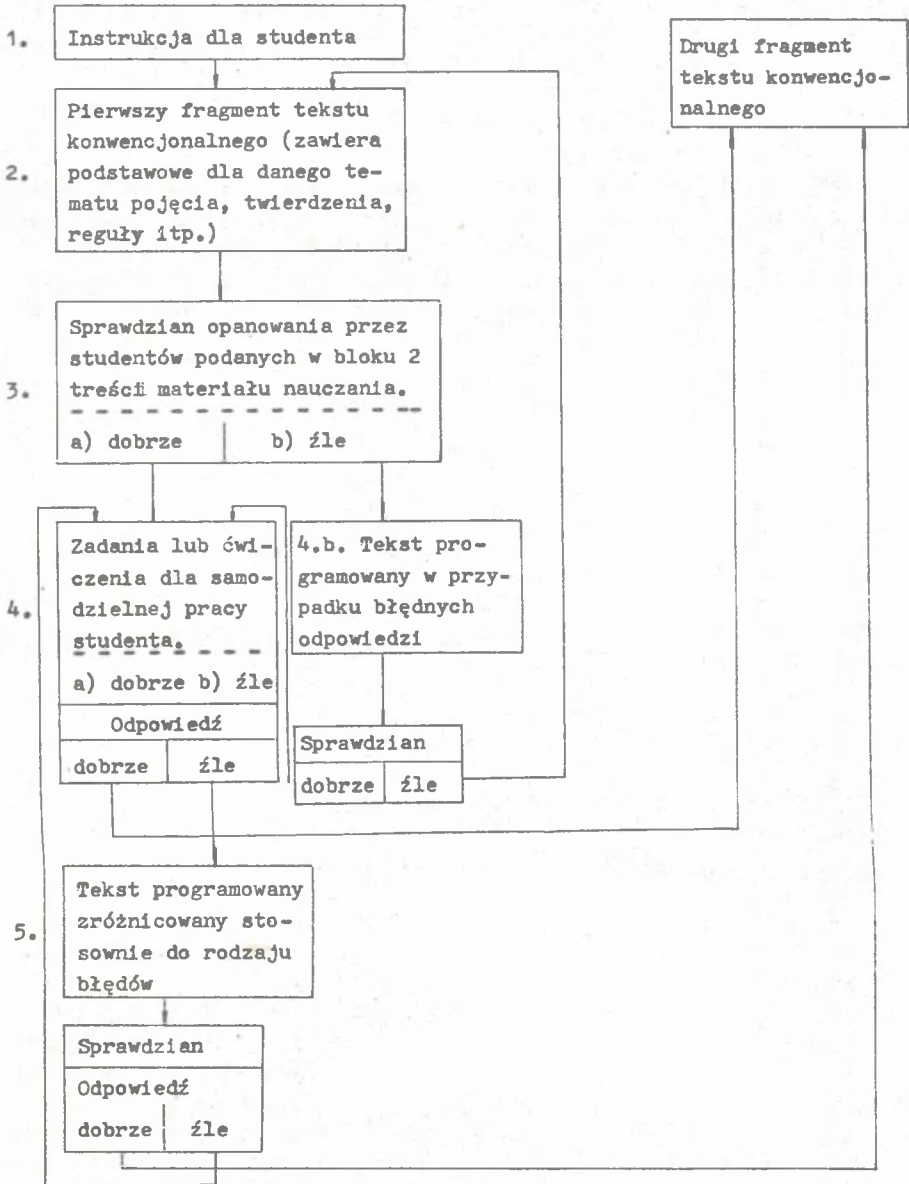 1.
Instrukcja dla studenta
Drugi fragment
tekstu konwencjo-
nalnego
2.
Pierwszy fragment tekstu
konwencjonalnego (zawiera
podstawowe dla danego te-
matu pojęcia, twierdzenia,
reguły itp.)
3.
Sprawdzian opanowania przez
studentów podanych w bloku 2
treści materiału nauczania.
a) dobrze b) źle
4.
Zadania lub ćwi-
czenia dla samo-
dzielnej pracy
studenta.
a) dobrze b) źle
Odpowiedź
dobrze źle
4.b. Tekst pro-
gramowany w przy-
padku błędnych
odpowiedzi
Sprawdzian
dobrze źle
5.
Tekst programowany
zróżnicowany sto-
sownie do rodzaju
błędów
Sprawdzian
Odpowiedź
dobrze źle